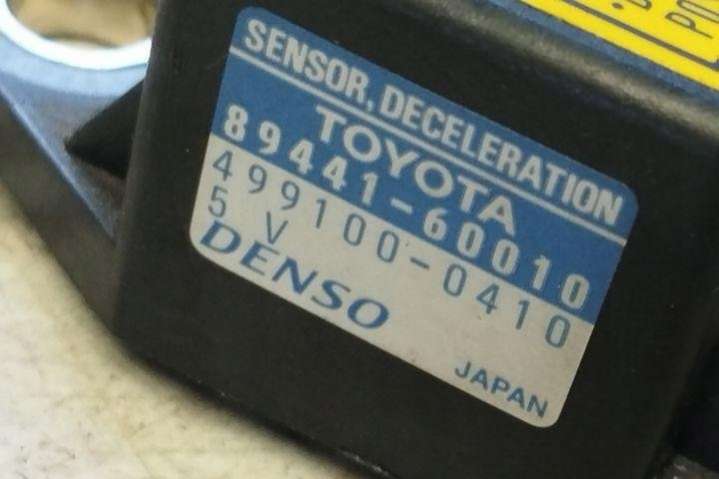 SENSOR, DECELERATION
TOYOTA
89441-60010
499100-0410
5 V
DENSO
JAPAN